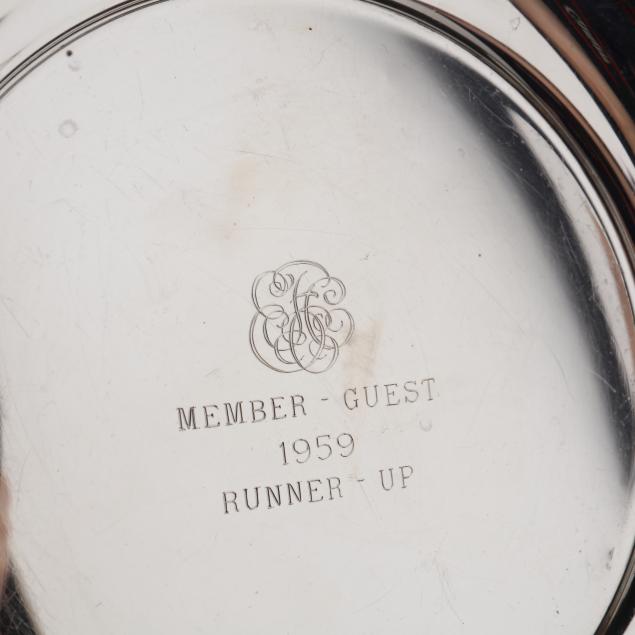 MEMBER - GUEST
1959
RUNNER - UP